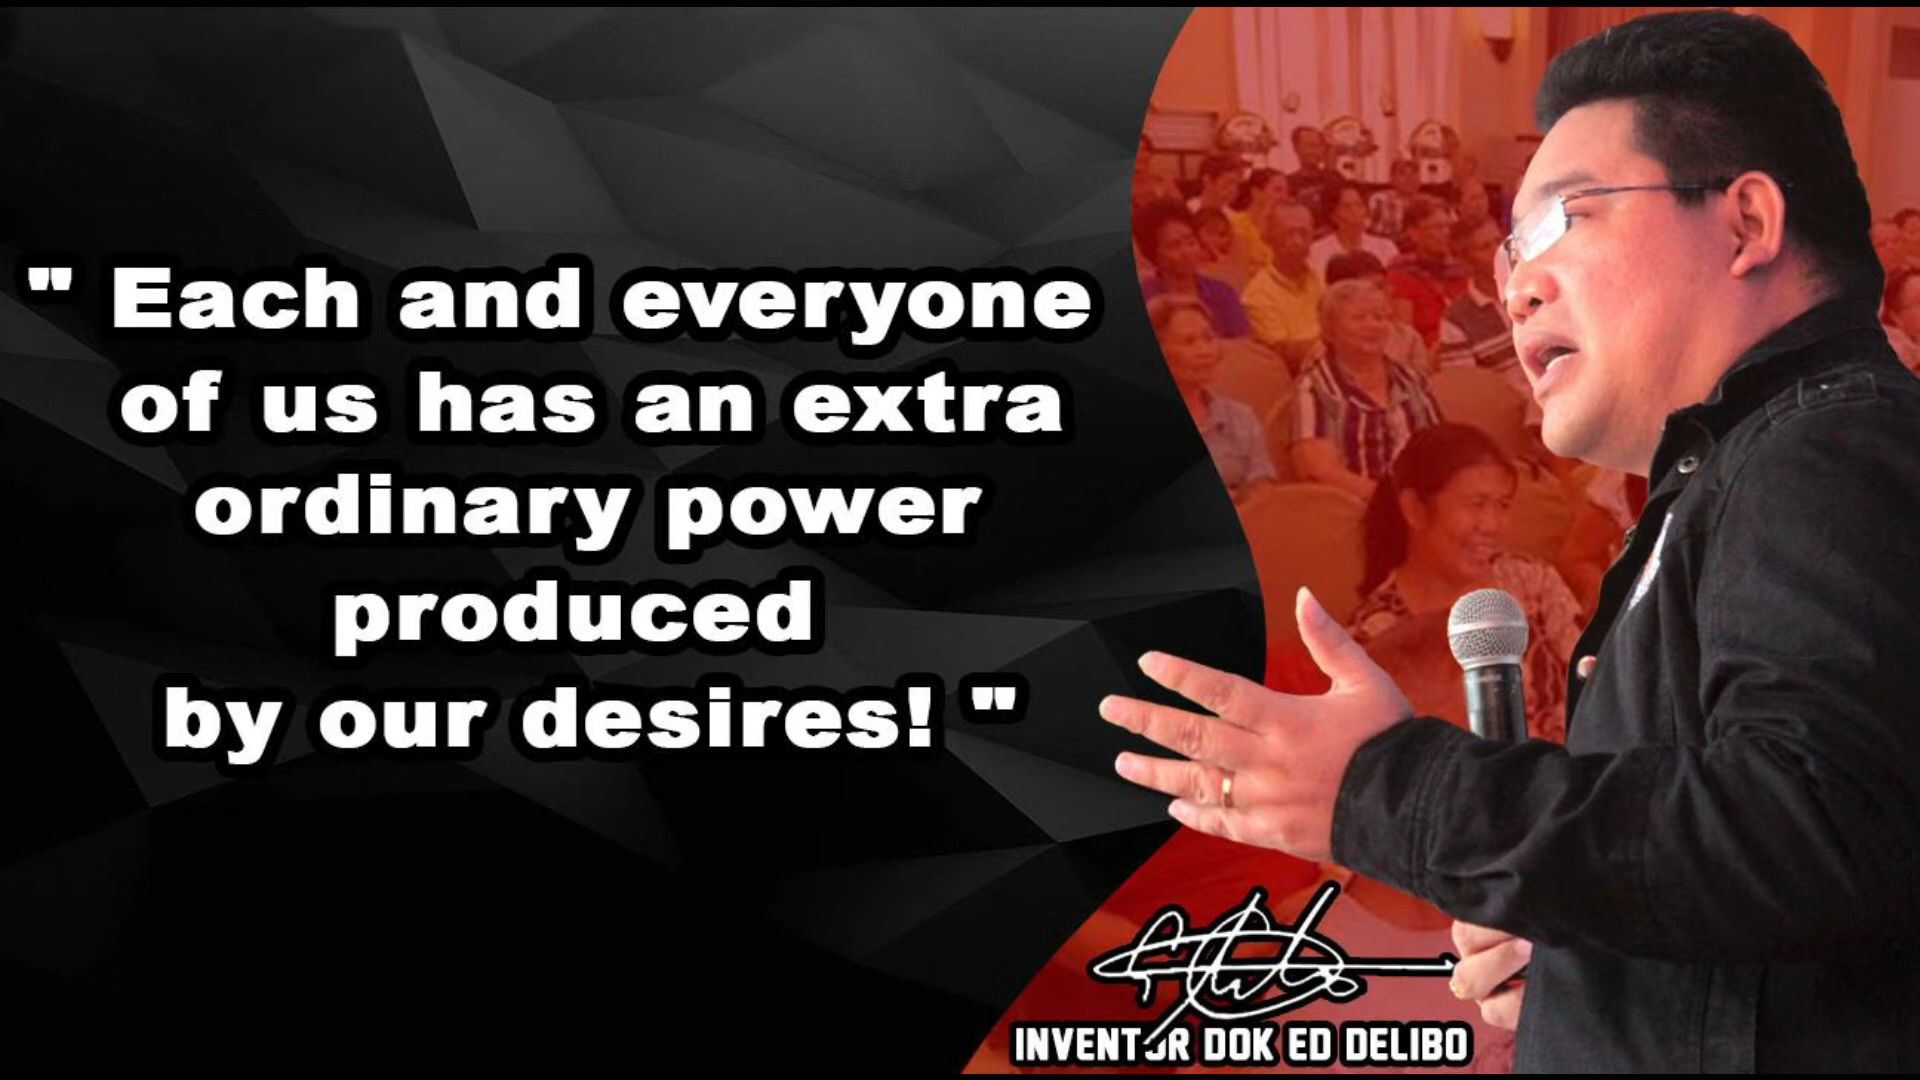 " Each and everyone
of us has an extra
ordinary power
produced
by our desires! "
INVENTOR DOK ED DELIBO